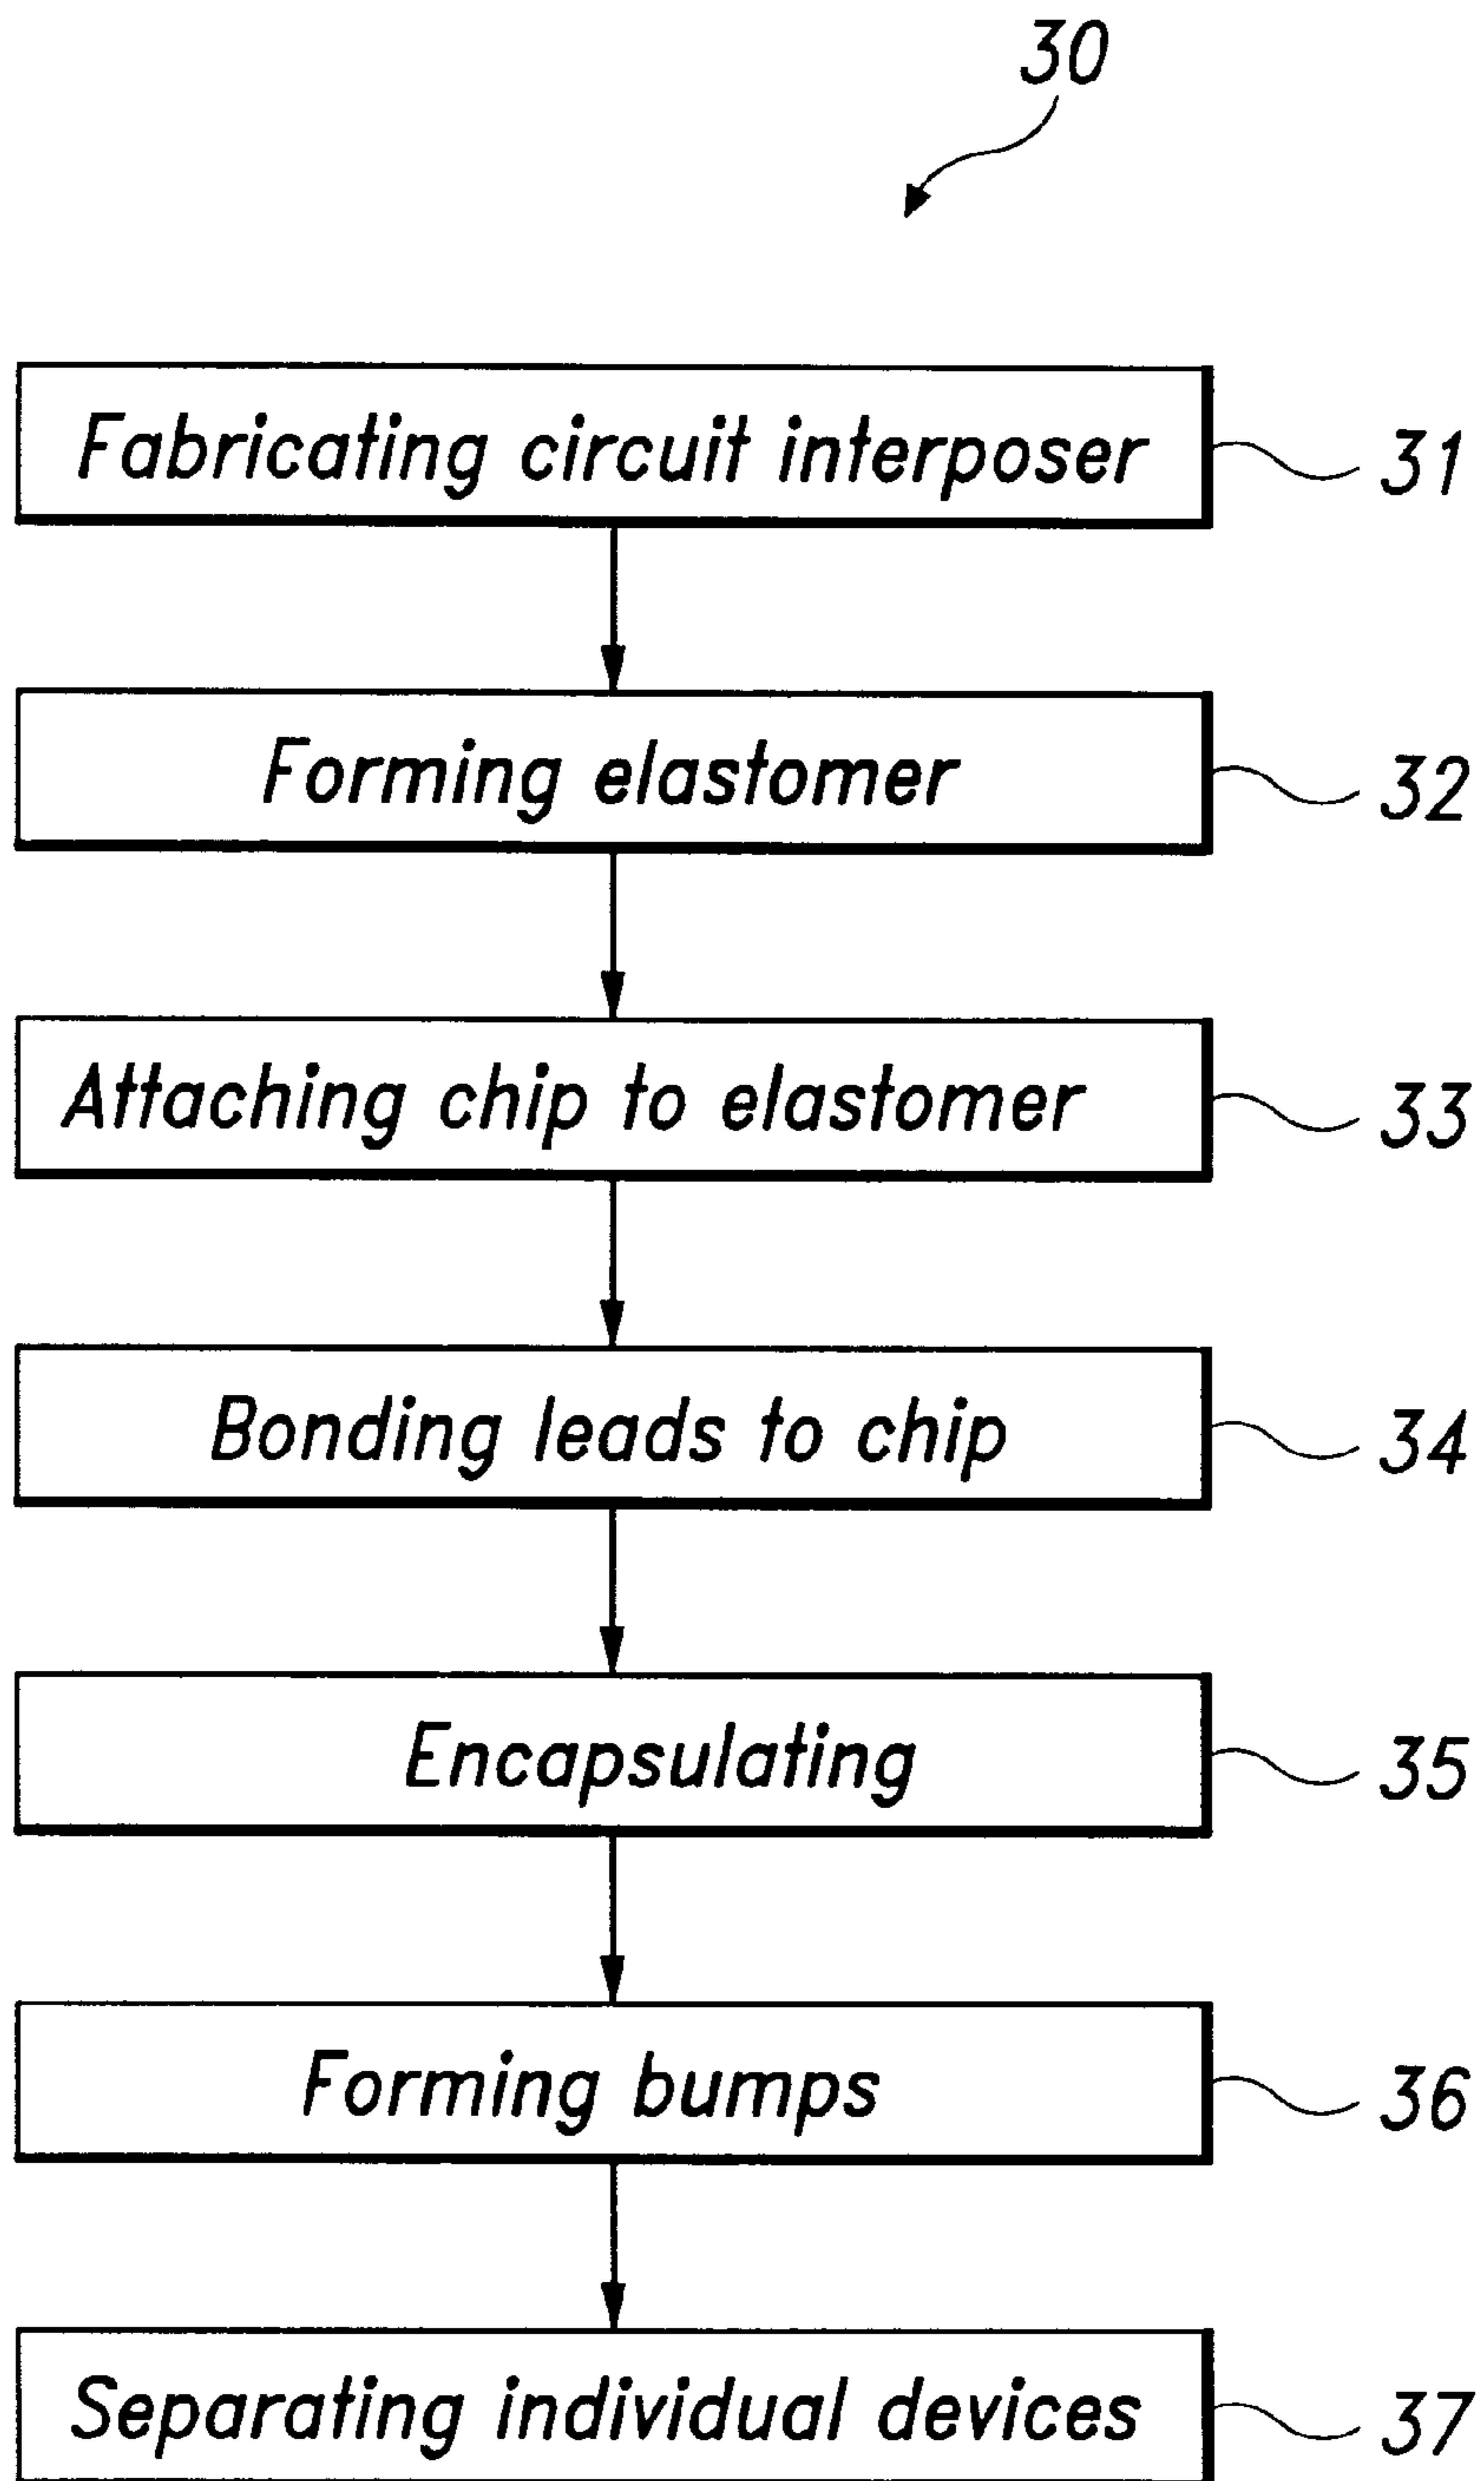 30
Fabricating circuit interposer 31
Forming elastomer 32
Attaching chip to elastomer 33
Bonding leads to chip 34
Encapsulating 35
Forming bumps 36
Separating individual devices 37